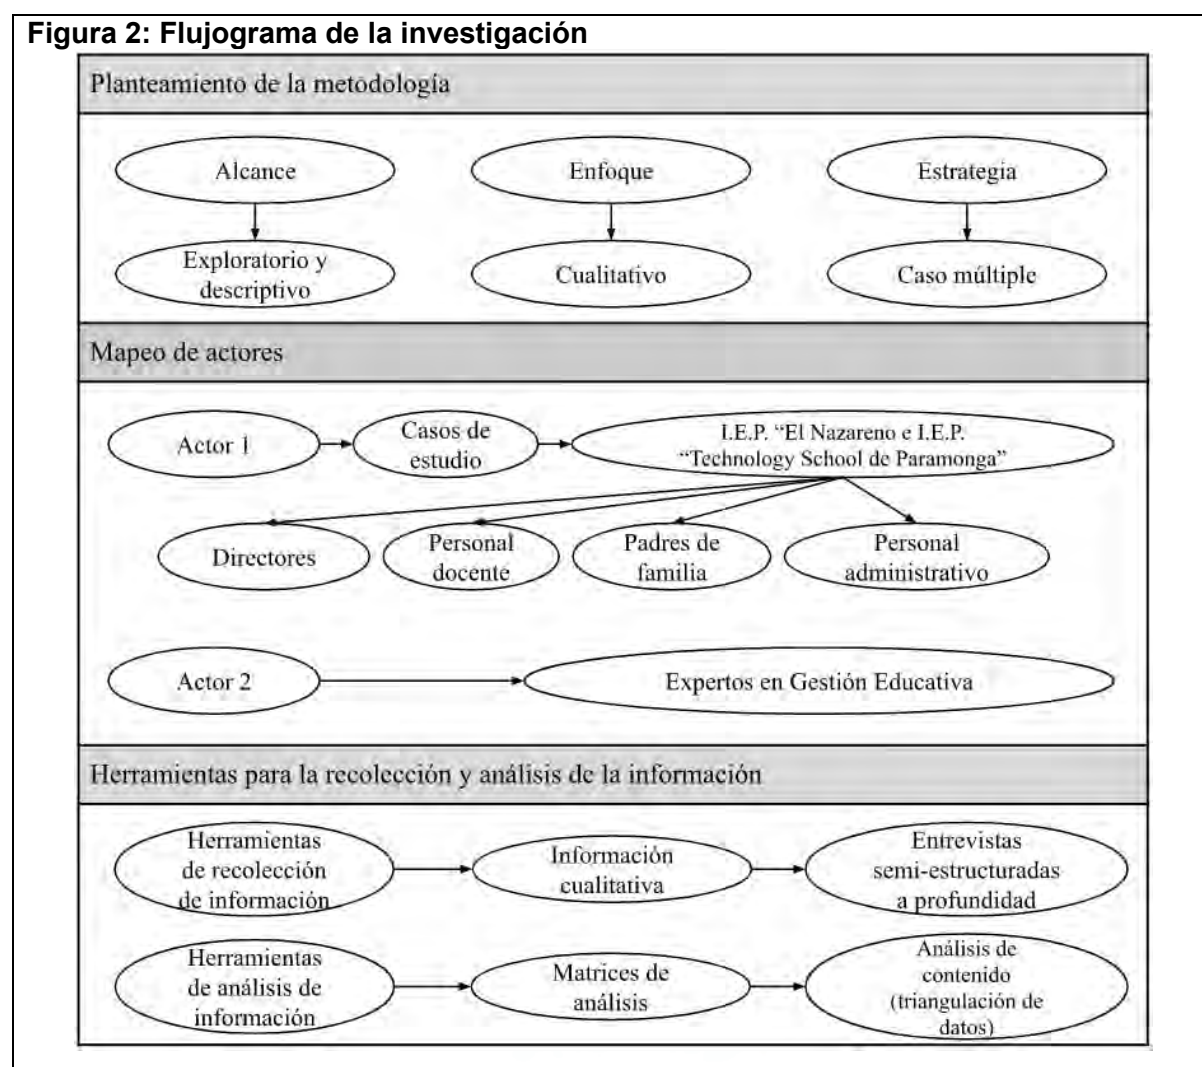 Figura 2: Flujograma de la investigación
Planteamiento de la metodología
Alcance
Enfoque
Estrategia
Exploratorio y
descriptivo
Cualitativo
Caso múltiple
Mapeo de actores
Actor 1
Casos de
estudio
I.E.P. “El Nazareno e I.E.P.
“Technology School de Paramonga”
Directores
Personal
docente
Padres de
familia
Personal
administrativo
Actor 2
Expertos en Gestión Educativa
Herramientas para la recolección y análisis de la información
Herramientas
de recolección
de información
Información
cualitativa
Entrevistas
semi-estructuradas
a profundidad
Herramientas
de análisis de
información
Matrices de
análisis
Análisis de
contenido
(triangulación de
datos)